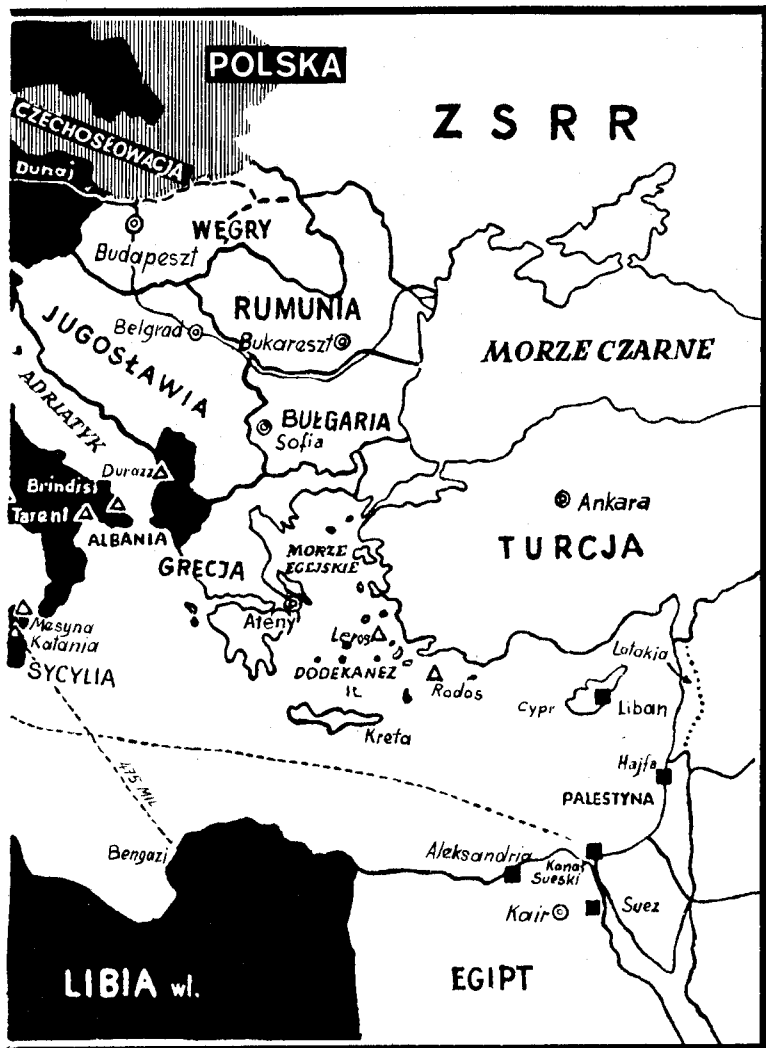 POLSKA
ZSRR
CZECHOSŁOWACJA
Dunaj
WĘGRY
Budapeszt
RUMUNIA
JUGOSŁAWIA
Belgrad
Bukareszt
MORZE CZARNE
ADRIATYK
BUŁGARIA
Sofia
Durazz
Brindisi
Tarent
Ankara
ALBANIA
TURCJA
MORZE
EGEJSKIE
GRECJA
Ateny
Mesyna
Leros
Katania
Latakia
SYCYLIA
DODEKANEZ
it.
Rodos
Cypr
Liban
Kreta
475 MIL
Hajfa
PALESTYNA
Bengazi
Aleksandria
Kanał
Sueski
Kair
Suez
LIBIA wł.
EGIPT